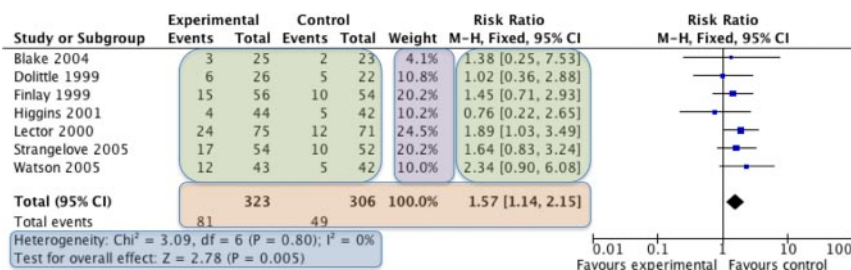 Experimental Control Risk Ratio Risk Ratio
Study or Subgroup Events Total Events Total Weight M-H, Fixed, 95% CI M-H, Fixed, 95% CI
Blake 2004 3 25 2 23 4.1% 1.38 [0.25, 7.53]
Dolittle 1999 6 26 5 22 10.8% 1.02 [0.36, 2.88]
Finlay 1999 15 56 10 54 20.2% 1.45 [0.71, 2.93]
Higgins 2001 4 44 5 42 10.2% 0.76 [0.22, 2.65]
Lector 2000 24 75 12 71 24.5% 1.89 [1.03, 3.49]
Strangelove 2005 17 54 10 52 20.2% 1.64 [0.83, 3.24]
Watson 2005 12 43 5 42 10.0% 2.34 [0.90, 6.08]
Total (95% CI) 323 306 100.0% 1.57 [1.14, 2.15]
Total events 81 49
Heterogeneity: Chi² = 3.09, df = 6 (P = 0.80); I² = 0%
Test for overall effect: Z = 2.78 (P = 0.005)
0.01 0.1 1 10 100
Favours experimental Favours control